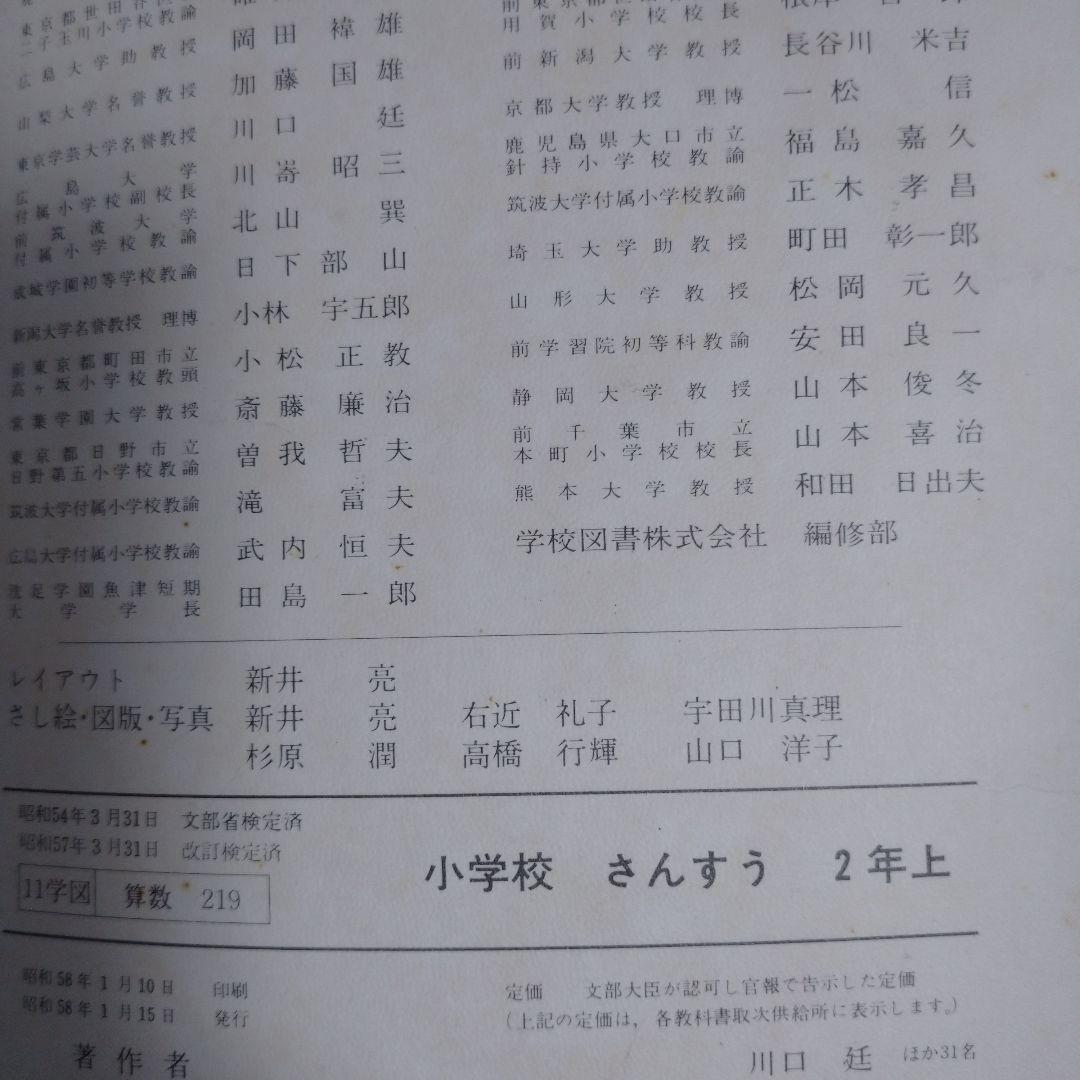 東京都世田谷
二子玉川小学校教諭
広島大学助教授 岡田禕雄
山梨大学名誉教授 加藤国雄
東京学芸大学名誉教授 川口廷
広島大学
付属小学校副校長 川嵜昭三
前筑波大学
付属小学校教諭 北山巽
成城学園初等学校教諭 日下部山
新潟大学名誉教授 理博 小林宇五郎
前東京都町田市立
高ヶ坂小学校教頭 小松正教
常葉学園大学教授 斎藤廉治
東京都日野市立
日野第五小学校教諭 曽我哲夫
筑波大学付属小学校教諭 滝富夫
広島大学付属小学校教諭 武内恒夫
洗足学園魚津短期
大学学長 田島一郎
用賀小学校校長
前新潟大学教授 長谷川米吉
京都大学教授 理博 一松信
鹿児島県大口市立
針持小学校教諭 福島嘉久
筑波大学付属小学校教諭 正木孝昌
埼玉大学助教授 町田彰一郎
山形大学教授 松岡元久
前学習院初等科教諭 安田良一
静岡大学教授 山本俊冬
前千葉市立
本町小学校校長 山本喜治
熊本大学教授 和田日出夫
学校図書株式会社 編修部
レイアウト 新井亮
さし絵・図版・写真 新井亮 右近礼子 宇田川真理
杉原潤 高橋行輝 山口洋子
昭和54年3月31日 文部省検定済
昭和57年3月31日 改訂検定済
11学図 算数 219
小学校 さんすう 2年上
昭和58年1月10日 印刷
昭和58年1月15日 発行
定価 文部大臣が認可し官報で告示した定価
(上記の定価は,各教科書取次供給所に表示します。)
著作者 川口廷 ほか31名